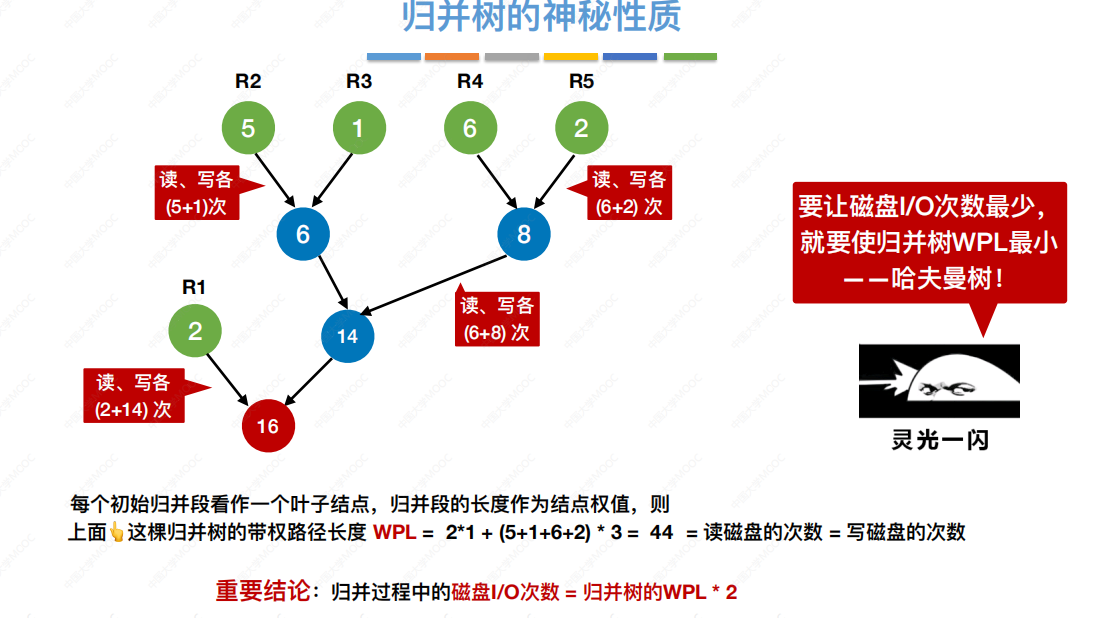 归并树的神秘性质
R2
R3
R4
R5
5
1
6
2
读、写各
(5+1)次
读、写各
(6+2) 次
6
8
要让磁盘I/O次数最少，
就要使归并树WPL最小
——哈夫曼树！
R1
2
14
读、写各
(6+8) 次
读、写各
(2+14) 次
16
灵光一闪
每个初始归并段看作一个叶子结点，归并段的长度作为结点权值，则
上面👆这棵归并树的带权路径长度 WPL = 2*1 + (5+1+6+2) * 3 = 44 = 读磁盘的次数 = 写磁盘的次数
重要结论：归并过程中的磁盘I/O次数 = 归并树的WPL * 2
中国大学MOOC